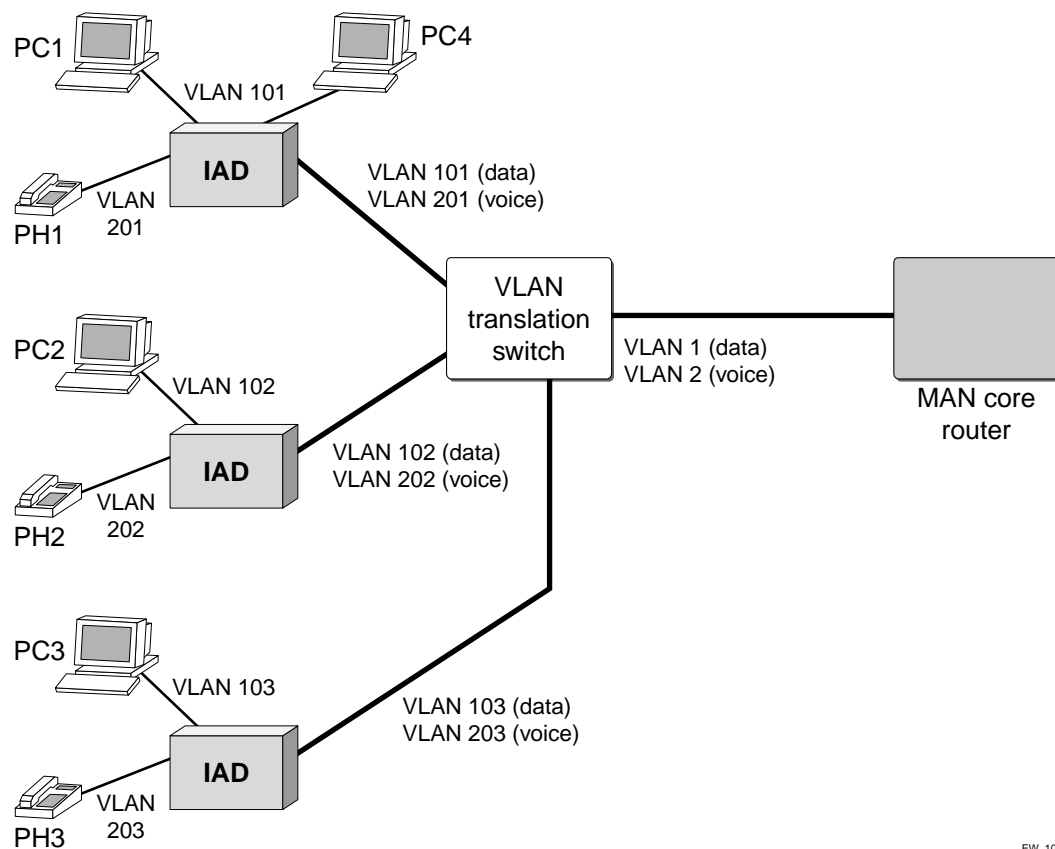 PC1
PC4
VLAN 101
IAD
VLAN 101 (data)
VLAN 201 (voice)
VLAN
201
PH1
VLAN
translation
switch
VLAN 1 (data)
VLAN 2 (voice)
MAN core
router
PC2
VLAN 102
IAD
VLAN 102 (data)
VLAN 202 (voice)
VLAN
202
PH2
PC3
VLAN 103
IAD
VLAN 103 (data)
VLAN 203 (voice)
VLAN
203
PH3